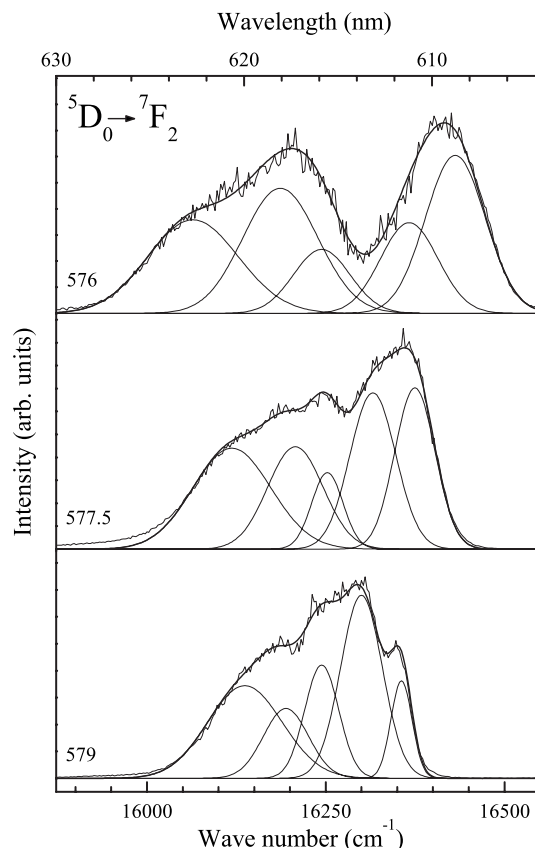 Wavelength (nm)
630 620 610
⁵D₀→⁷F₂
576
577.5
579
Intensity (arb. units)
16000 16250 16500
Wave number (cm⁻¹)